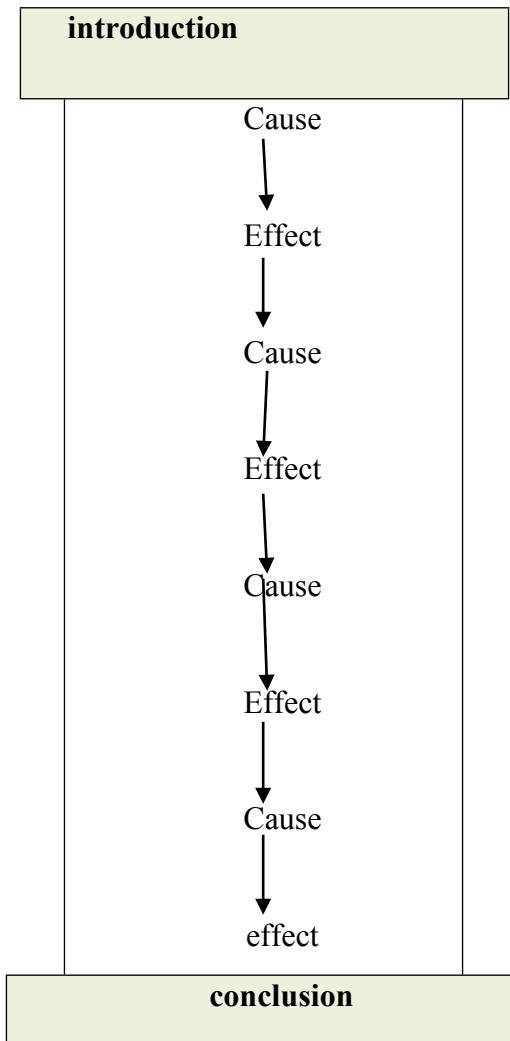 introduction
Cause
Effect
Cause
Effect
Cause
Effect
Cause
effect
conclusion